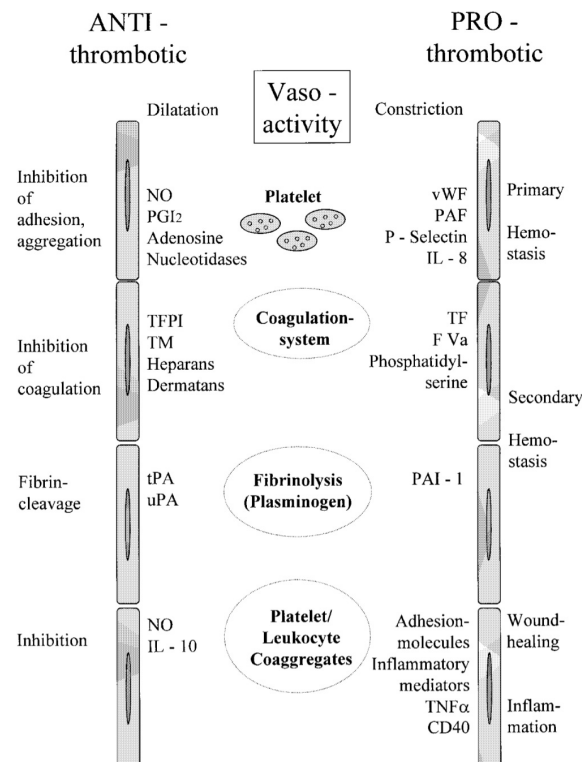 ANTI -
thrombotic
PRO -
thrombotic
Vaso -
activity
Dilatation
Constriction
Inhibition
of
adhesion,
aggregation
NO
PGI2
Adenosine
Nucleotidases
Platelet
vWF
PAF
P - Selectin
IL - 8
Primary
Hemo-
stasis
Inhibition
of
coagulation
TFPI
TM
Heparans
Dermatans
Coagulation-
system
TF
F Va
Phosphatidyl-
serine
Secondary
Hemo-
stasis
Fibrin-
cleavage
tPA
uPA
Fibrinolysis
(Plasminogen)
PAI - 1
Inhibition
NO
IL - 10
Platelet/
Leukocyte
Coaggregates
Adhesion-
molecules
Inflammatory
mediators
TNFα
CD40
Wound-
healing
Inflam-
mation